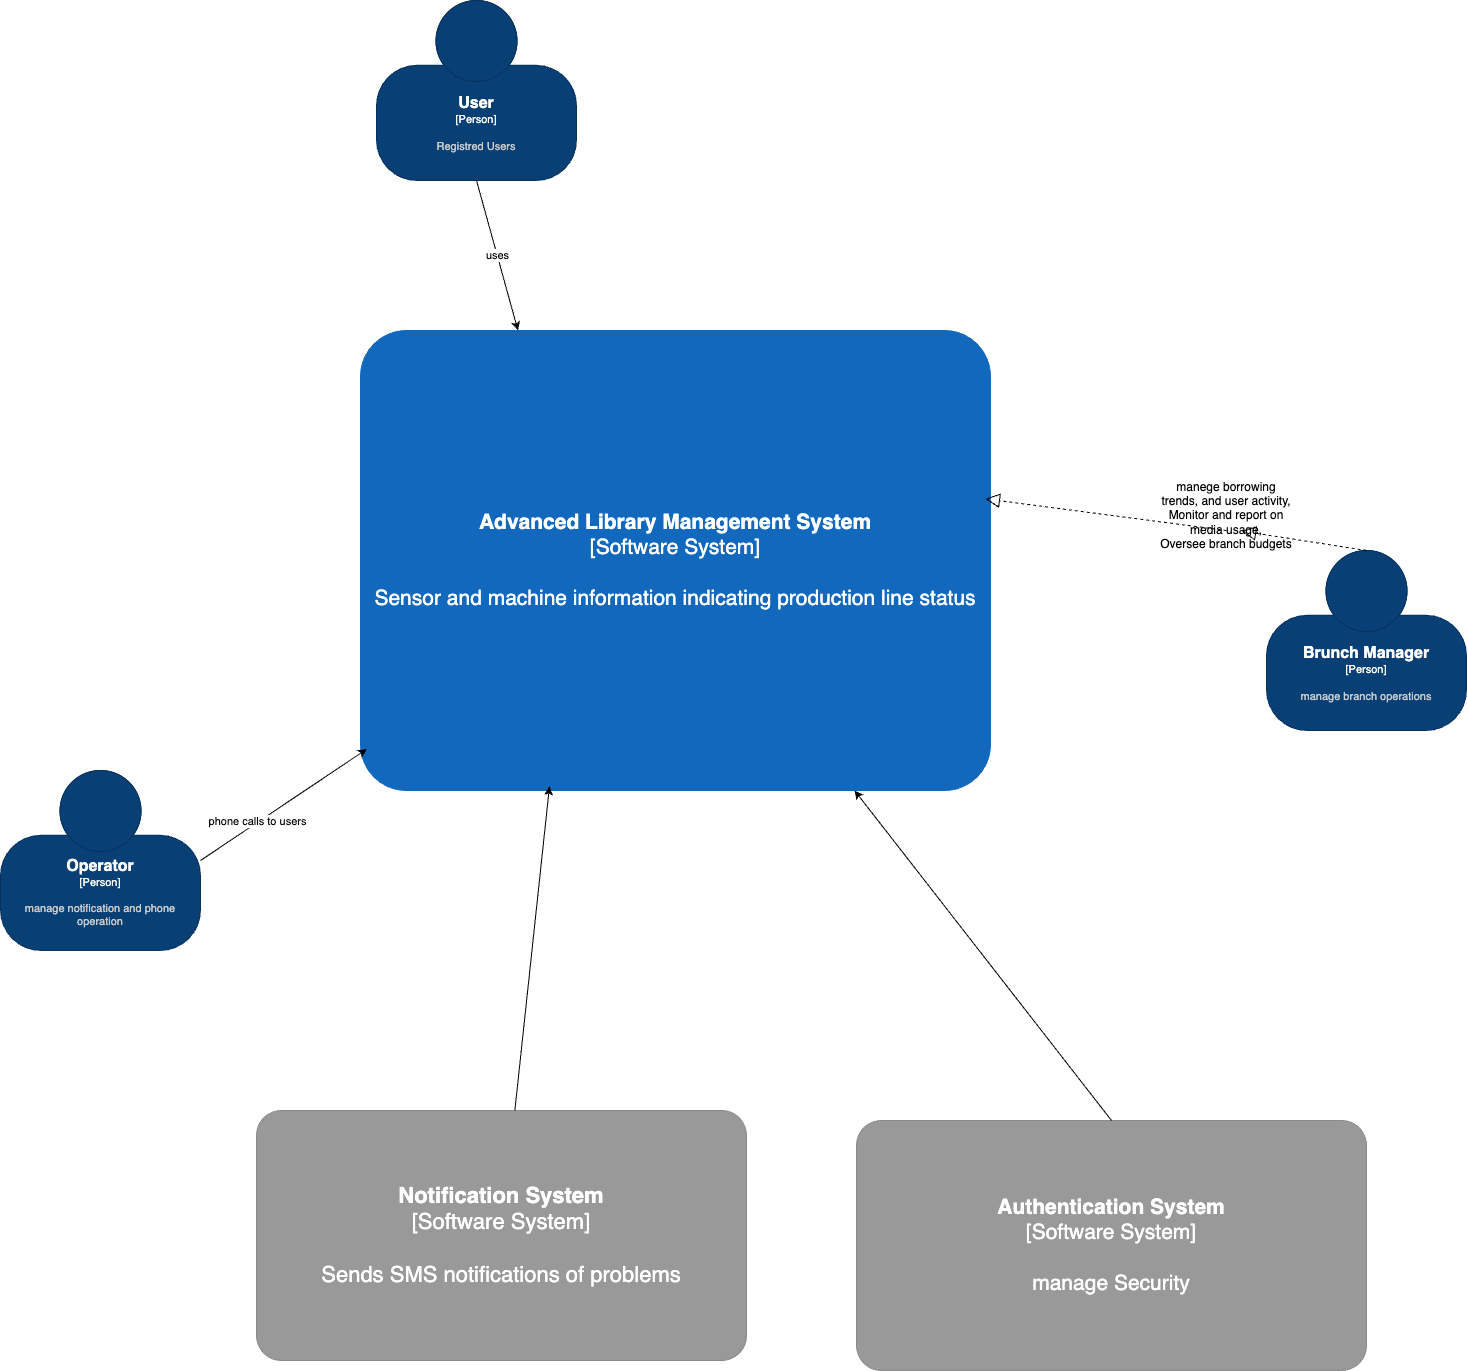 User
[Person]
Registred Users
uses
manege borrowing
trends, and user activity,
Monitor and report on
media usage.
Oversee branch budgets
Advanced Library Management System
[Software System]
Sensor and machine information indicating production line status
Brunch Manager
[Person]
manage branch operations
phone calls to users
Operator
[Person]
manage notification and phone
operation
Notification System
[Software System]
Sends SMS notifications of problems
Authentication System
[Software System]
manage Security